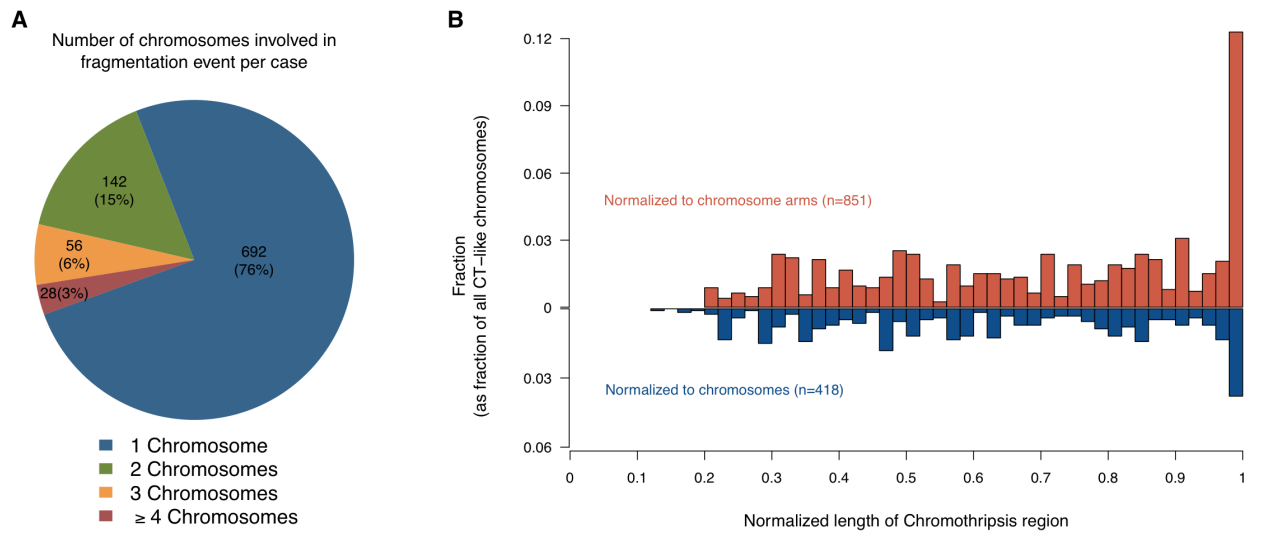 A
Number of chromosomes involved in
fragmentation event per case
142
(15%)
56
(6%)
28(3%)
692
(76%)
1 Chromosome
2 Chromosomes
3 Chromosomes
≥ 4 Chromosomes
B
Fraction
(as fraction of all CT−like chromosomes)
0.12
0.09
0.06
0.03
0
0.03
0.06
Normalized to chromosome arms (n=851)
Normalized to chromosomes (n=418)
0 0.1 0.2 0.3 0.4 0.5 0.6 0.7 0.8 0.9 1
Normalized length of Chromothripsis region